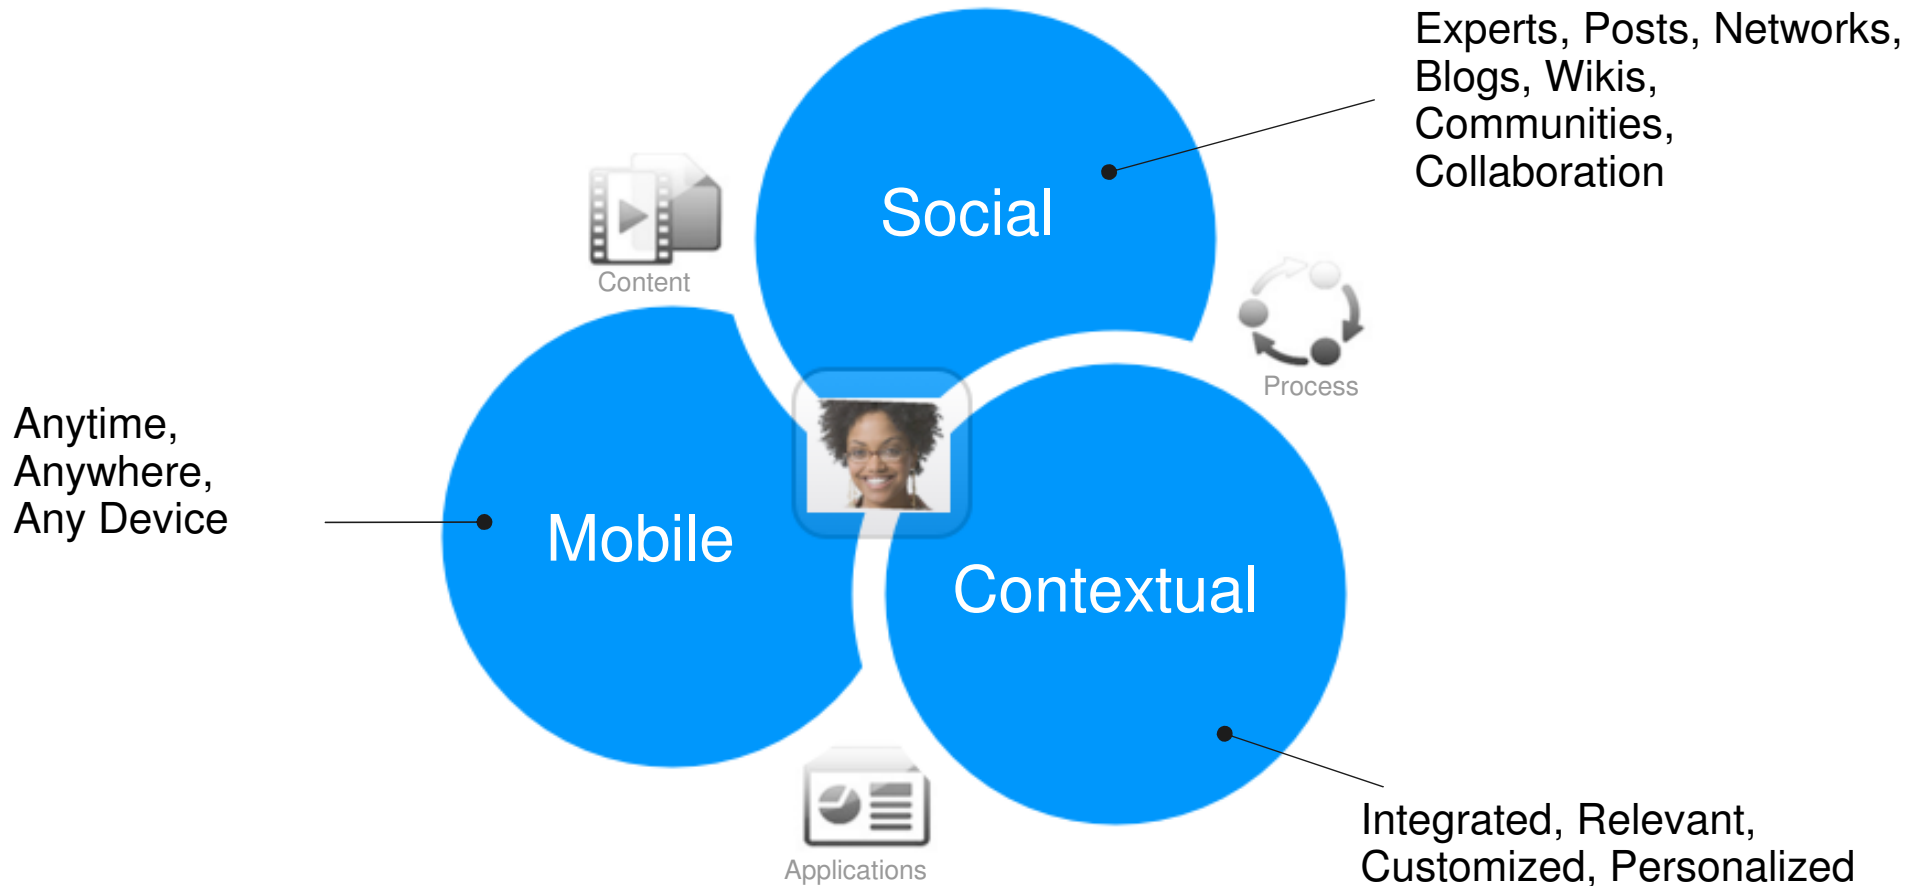 Experts, Posts, Networks,
Blogs, Wikis,
Communities,
Collaboration
Social
Content
Process
Anytime,
Anywhere,
Any Device
Mobile
Contextual
Integrated, Relevant,
Customized, Personalized
Applications